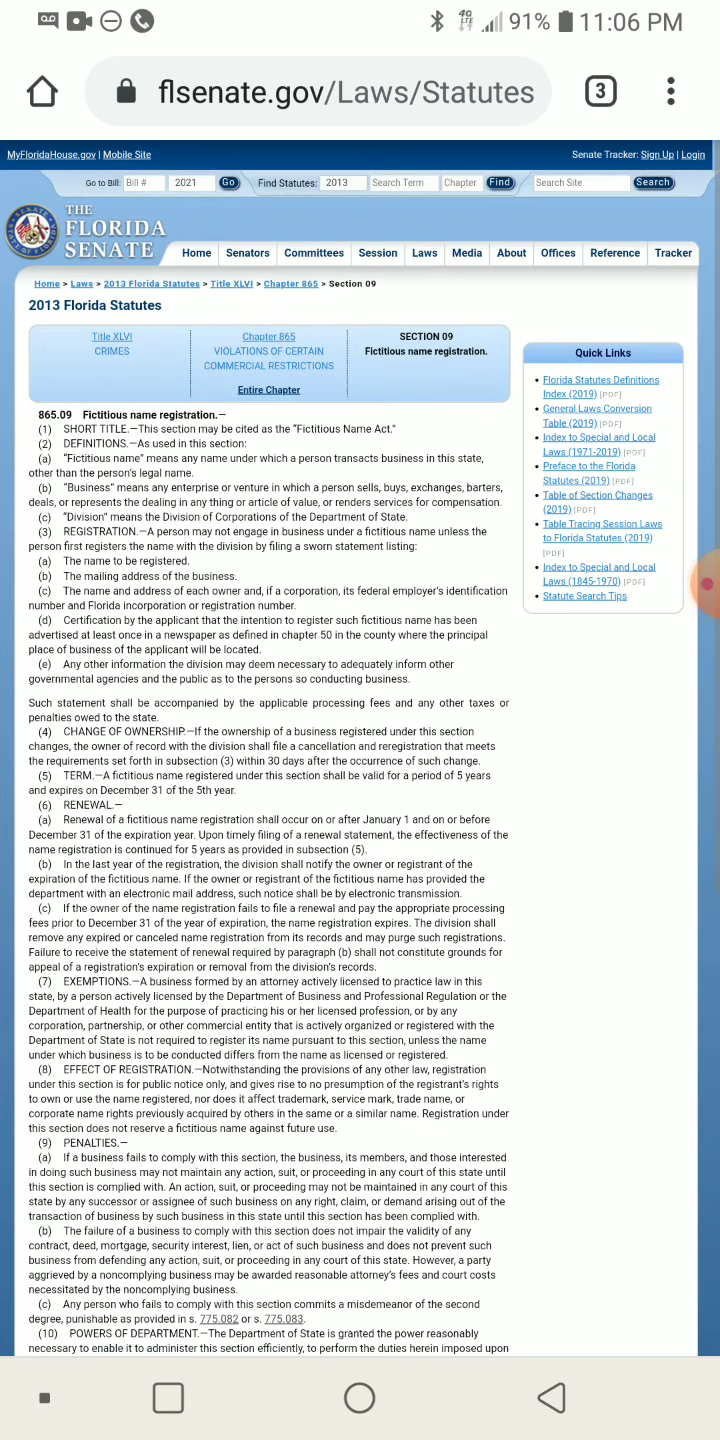 4G
LTE
91%
11:06 PM
flsenate.gov/Laws/Statutes
3
MyFloridaHouse.gov | Mobile Site
Senate Tracker: Sign Up | Login
Go to Bill: Bill # 2021 Go Find Statutes: 2013 Search Term Chapter Find Search Site Search
THE
FLORIDA
SENATE
Home Senators Committees Session Laws Media About Offices Reference Tracker
Home > Laws > 2013 Florida Statutes > Title XLVI > Chapter 865 > Section 09
2013 Florida Statutes
Title XLVI
CRIMES
Chapter 865
VIOLATIONS OF CERTAIN
COMMERCIAL RESTRICTIONS
Entire Chapter
SECTION 09
Fictitious name registration.
865.09 Fictitious name registration.—
(1) SHORT TITLE.—This section may be cited as the “Fictitious Name Act.”
(2) DEFINITIONS.—As used in this section:
(a) “Fictitious name” means any name under which a person transacts business in this state,
other than the person’s legal name.
(b) “Business” means any enterprise or venture in which a person sells, buys, exchanges, barters,
deals, or represents the dealing in any thing or article of value, or renders services for compensation.
(c) “Division” means the Division of Corporations of the Department of State.
(3) REGISTRATION.—A person may not engage in business under a fictitious name unless the
person first registers the name with the division by filing a sworn statement listing:
(a) The name to be registered.
(b) The mailing address of the business.
(c) The name and address of each owner and, if a corporation, its federal employer’s identification
number and Florida incorporation or registration number.
(d) Certification by the applicant that the intention to register such fictitious name has been
advertised at least once in a newspaper as defined in chapter 50 in the county where the principal
place of business of the applicant will be located.
(e) Any other information the division may deem necessary to adequately inform other
governmental agencies and the public as to the persons so conducting business.
Such statement shall be accompanied by the applicable processing fees and any other taxes or
penalties owed to the state.
(4) CHANGE OF OWNERSHIP.—If the ownership of a business registered under this section
changes, the owner of record with the division shall file a cancellation and reregistration that meets
the requirements set forth in subsection (3) within 30 days after the occurrence of such change.
(5) TERM.—A fictitious name registered under this section shall be valid for a period of 5 years
and expires on December 31 of the 5th year.
(6) RENEWAL.—
(a) Renewal of a fictitious name registration shall occur on or after January 1 and on or before
December 31 of the expiration year. Upon timely filing of a renewal statement, the effectiveness of the
name registration is continued for 5 years as provided in subsection (5).
(b) In the last year of the registration, the division shall notify the owner or registrant of the
expiration of the fictitious name. If the owner or registrant of the fictitious name has provided the
department with an electronic mail address, such notice shall be by electronic transmission.
(c) If the owner of the name registration fails to file a renewal and pay the appropriate processing
fees prior to December 31 of the year of expiration, the name registration expires. The division shall
remove any expired or canceled name registration from its records and may purge such registrations.
Failure to receive the statement of renewal required by paragraph (b) shall not constitute grounds for
appeal of a registration’s expiration or removal from the division’s records.
(7) EXEMPTIONS.—A business formed by an attorney actively licensed to practice law in this
state, by a person actively licensed by the Department of Business and Professional Regulation or the
Department of Health for the purpose of practicing his or her licensed profession, or by any
corporation, partnership, or other commercial entity that is actively organized or registered with the
Department of State is not required to register its name pursuant to this section, unless the name
under which business is to be conducted differs from the name as licensed or registered.
(8) EFFECT OF REGISTRATION.—Notwithstanding the provisions of any other law, registration
under this section is for public notice only, and gives rise to no presumption of the registrant’s rights
to own or use the name registered, nor does it affect trademark, service mark, trade name, or
corporate name rights previously acquired by others in the same or a similar name. Registration under
this section does not reserve a fictitious name against future use.
(9) PENALTIES.—
(a) If a business fails to comply with this section, the business, its members, and those interested
in doing such business may not maintain any action, suit, or proceeding in any court of this state until
this section is complied with. An action, suit, or proceeding may not be maintained in any court of this
state by any successor or assignee of such business on any right, claim, or demand arising out of the
transaction of business by such business in this state until this section has been complied with.
(b) The failure of a business to comply with this section does not impair the validity of any
contract, deed, mortgage, security interest, lien, or act of such business and does not prevent such
business from defending any action, suit, or proceeding in any court of this state. However, a party
aggrieved by a noncomplying business may be awarded reasonable attorney’s fees and court costs
necessitated by the noncomplying business.
(c) Any person who fails to comply with this section commits a misdemeanor of the second
degree, punishable as provided in s. 775.082 or s. 775.083.
(10) POWERS OF DEPARTMENT.—The Department of State is granted the power reasonably
necessary to enable it to administer this section efficiently, to perform the duties herein imposed upon
Quick Links
Florida Statutes Definitions
Index (2019) [PDF]
General Laws Conversion
Table (2019) [PDF]
Index to Special and Local
Laws (1971-2019) [PDF]
Preface to the Florida
Statutes (2019) [PDF]
Table of Section Changes
(2019) [PDF]
Table Tracing Session Laws
to Florida Statutes (2019)
[PDF]
Index to Special and Local
Laws (1845-1970) [PDF]
Statute Search Tips